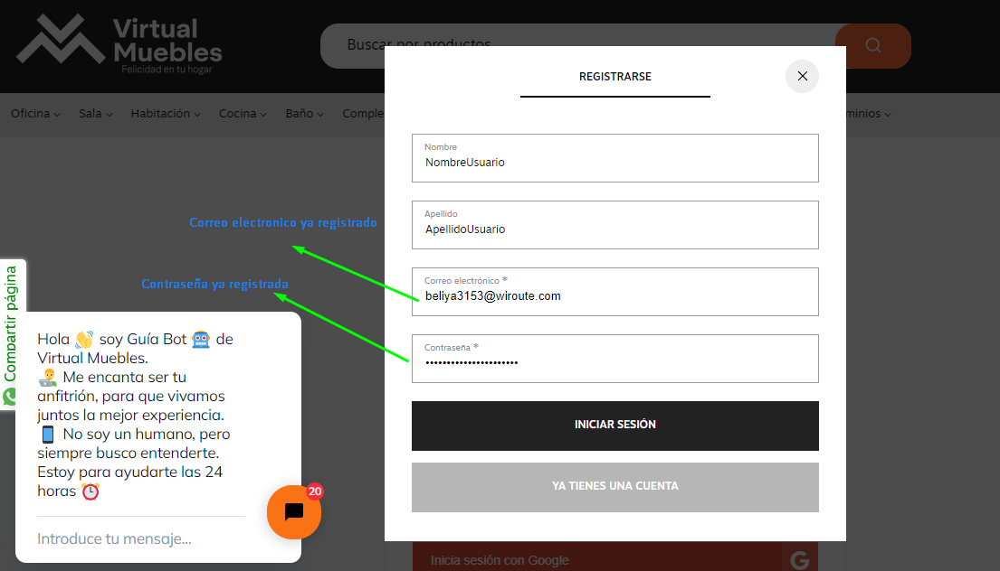 Virtual
Muebles
Felicidad en tu hogar
Buscar por productos
Oficina
Sala
Habitación
Cocina
Baño
Comple
minios
REGISTRARSE
Nombre
NombreUsuario
Apellido
ApellidoUsuario
Correo electronico ya registrado
Correo electrónico *
beliya3153@wiroute.com
Contraseña ya registrada
Contraseña *
INICIAR SESIÓN
YA TIENES UNA CUENTA
Inicia sesión con Google
G
Compartir página
Hola 👋 soy Guía Bot 🤖 de
Virtual Muebles.
👨‍💻 Me encanta ser tu
anfitrión, para que vivamos
juntos la mejor experiencia.
📱 No soy un humano, pero
siempre busco entenderte.
Estoy para ayudarte las 24
horas ⏰
20
Introduce tu mensaje...